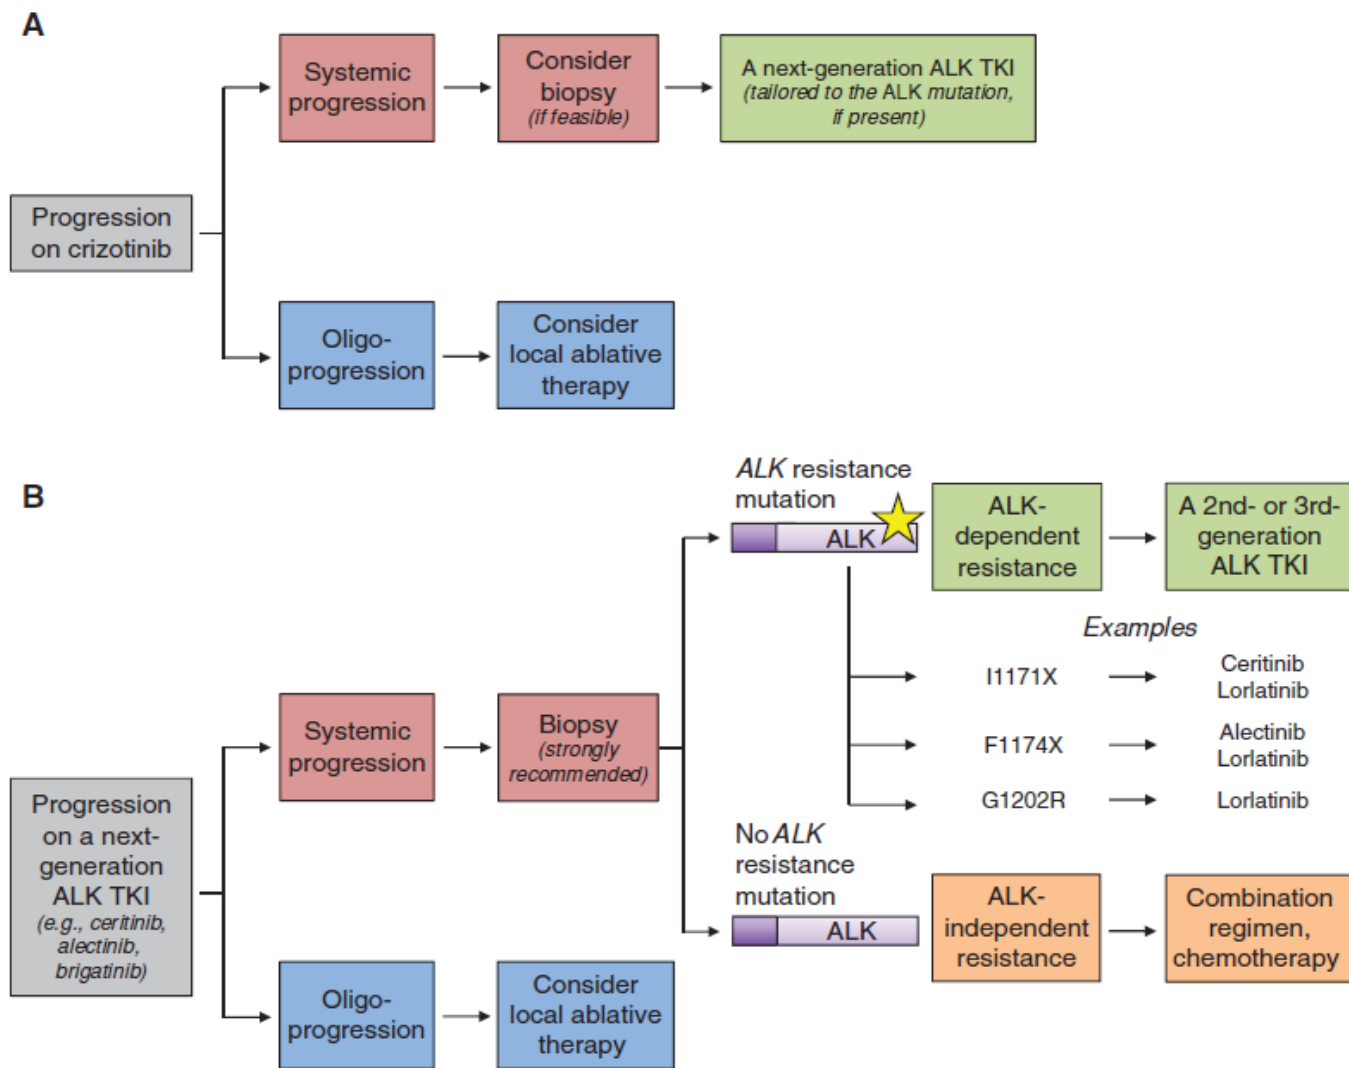 A
Systemic
progression
Consider
biopsy
(if feasible)
A next-generation ALK TKI
(tailored to the ALK mutation,
if present)
Progression
on crizotinib
Oligo-
progression
Consider
local ablative
therapy
B
ALK resistance
mutation
ALK
ALK-
dependent
resistance
A 2nd- or 3rd-
generation
ALK TKI
Examples
I1171X
Ceritinib
Lorlatinib
F1174X
Alectinib
Lorlatinib
G1202R
Lorlatinib
Systemic
progression
Biopsy
(strongly
recommended)
Progression
on a next-
generation
ALK TKI
(e.g., ceritinib,
alectinib,
brigatinib)
No ALK
resistance
mutation
ALK
ALK-
independent
resistance
Combination
regimen,
chemotherapy
Oligo-
progression
Consider
local ablative
therapy